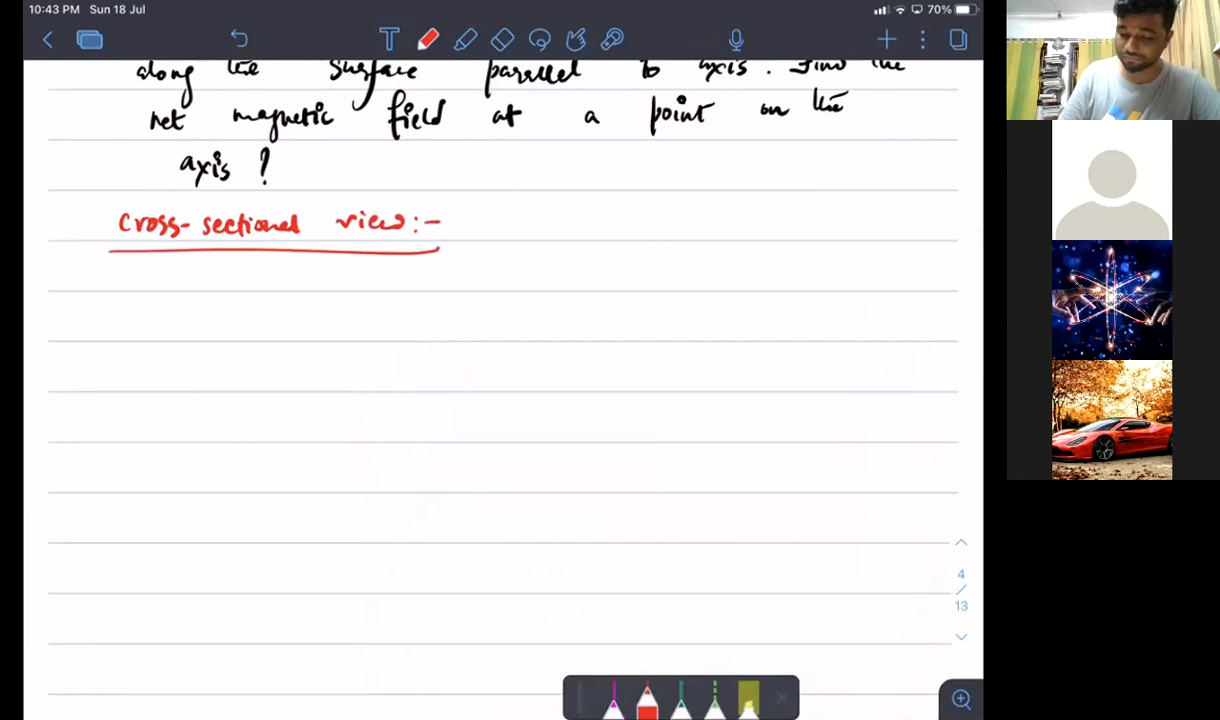 10:43 PM Sun 18 Jul 70%
along the surface parallel to axis. Find the
net magnetic field at a point on the
axis ?
Cross-sectional view:-
4
/
13